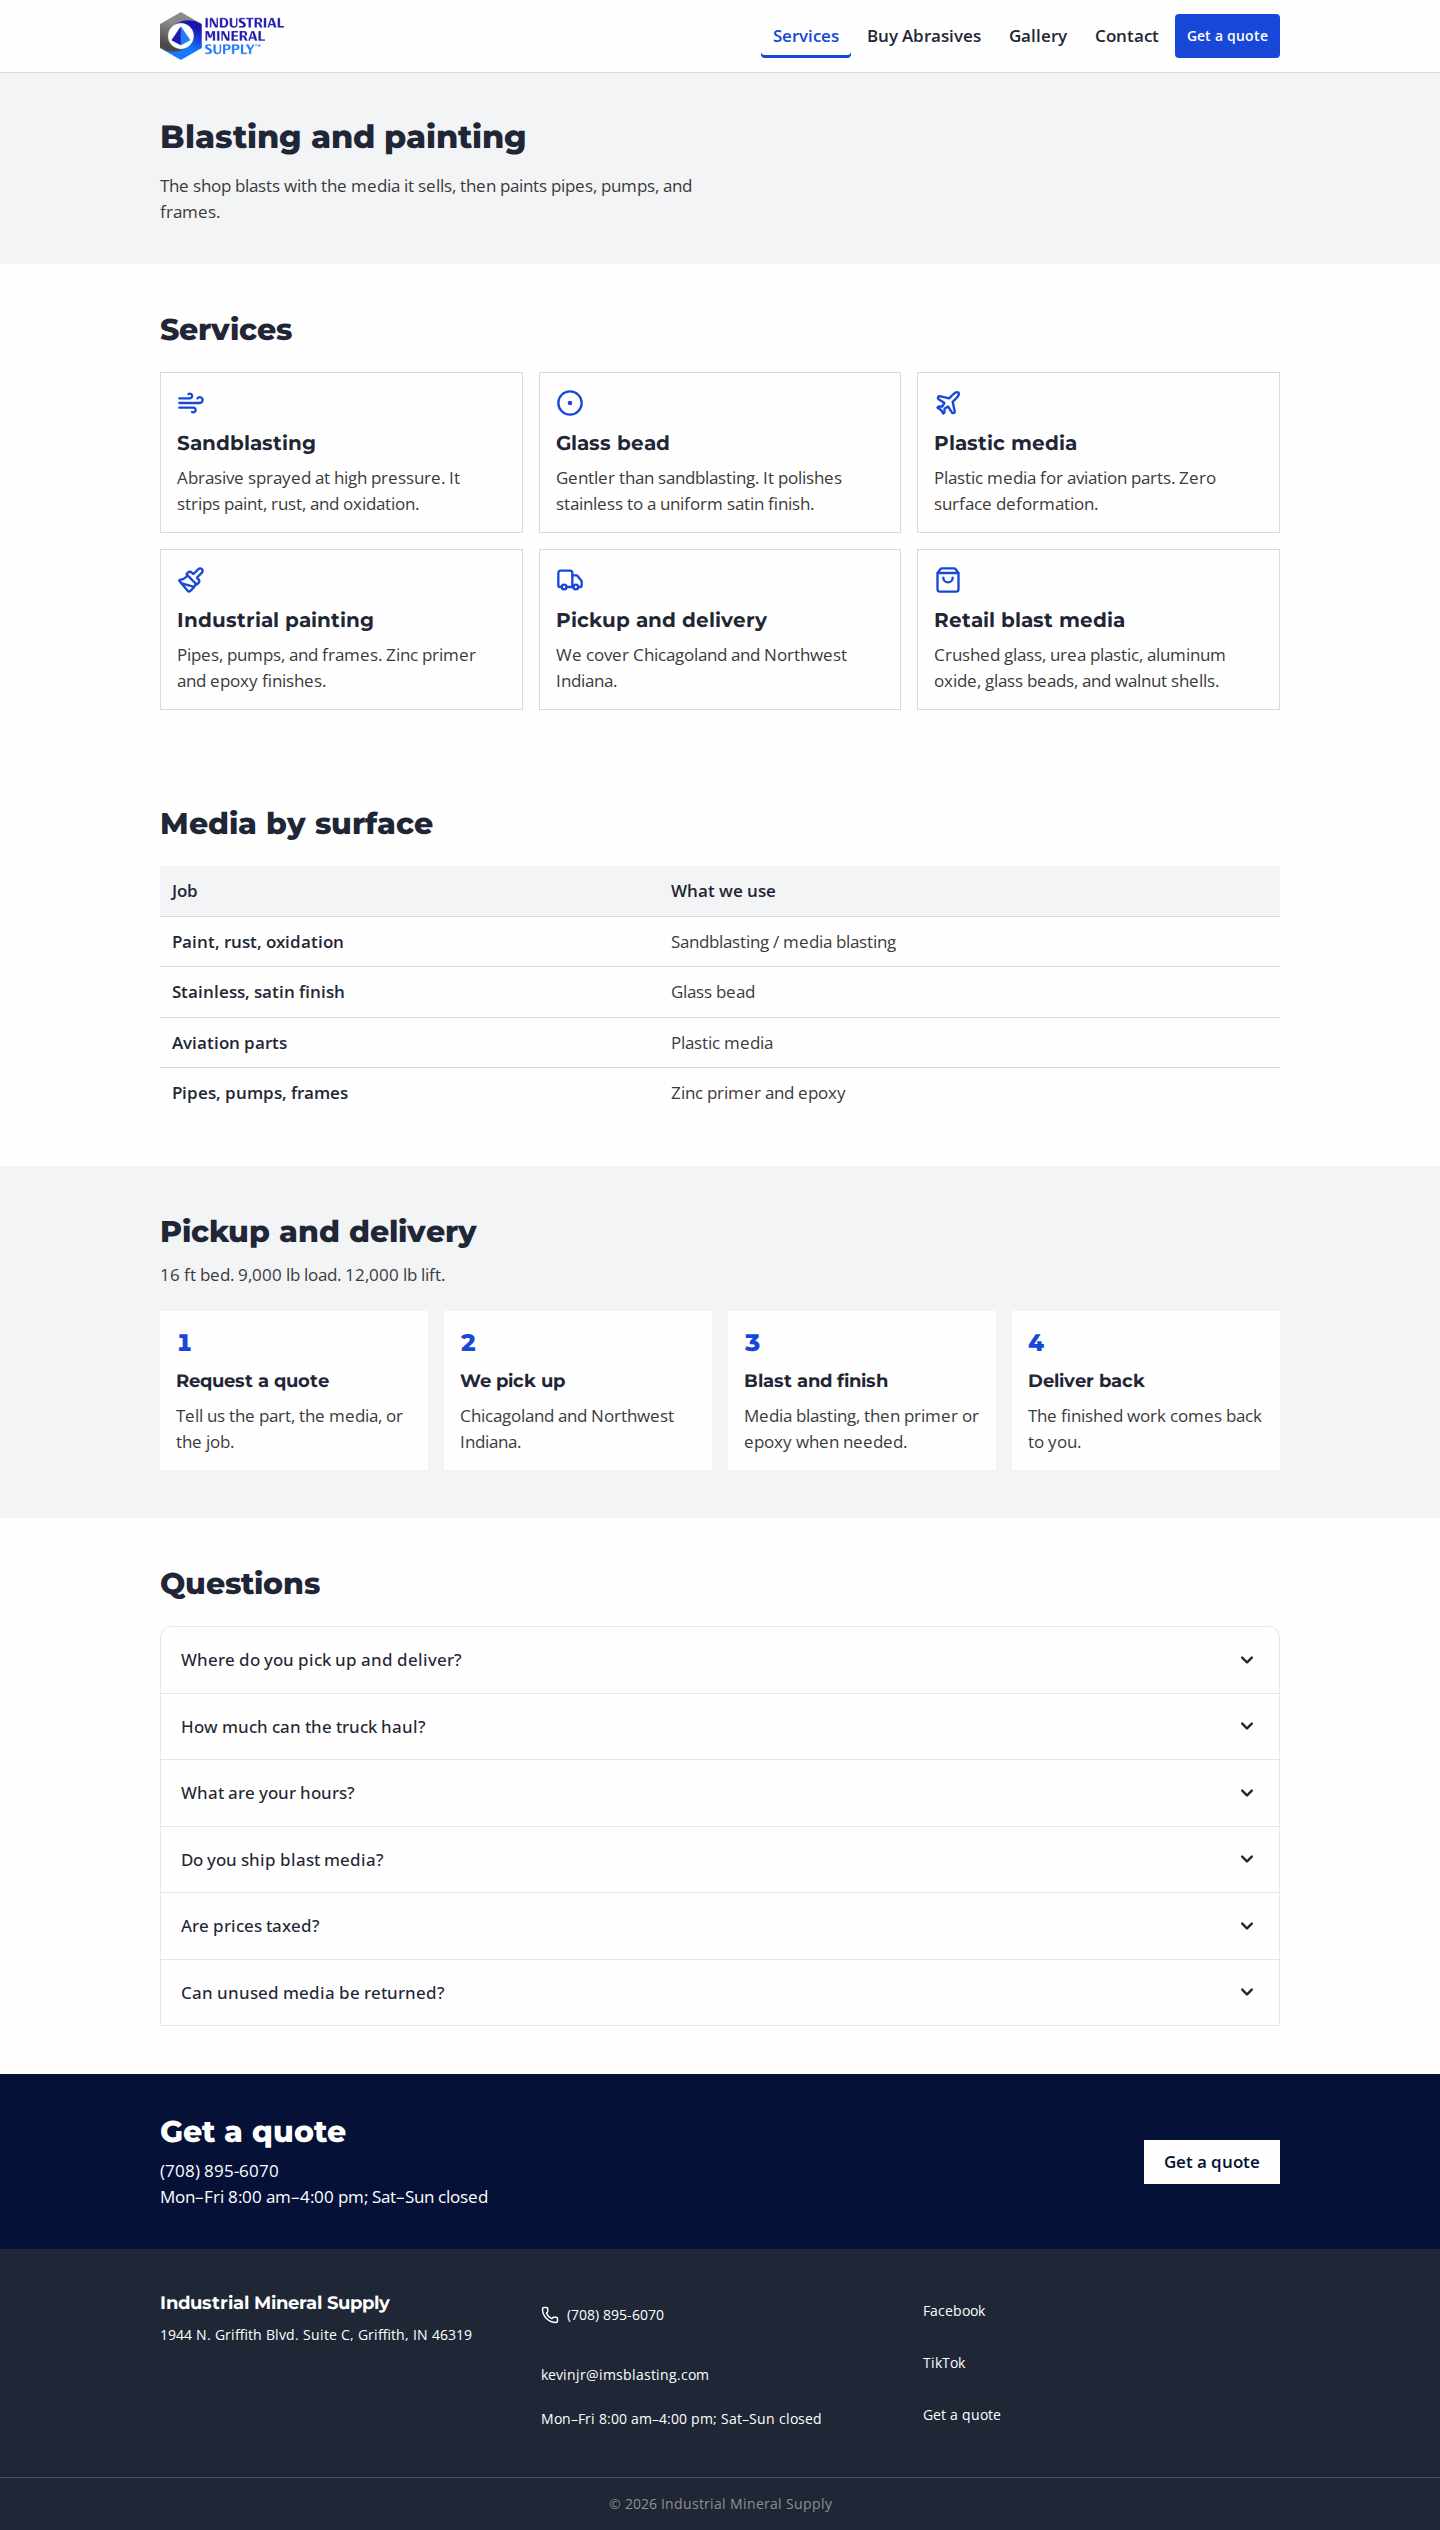 INDUSTRIAL
MINERAL
SUPPLY™
Services
Buy Abrasives
Gallery
Contact
Get a quote
Blasting and painting
The shop blasts with the media it sells, then paints pipes, pumps, and
frames.
Services
Sandblasting
Abrasive sprayed at high pressure. It
strips paint, rust, and oxidation.
Glass bead
Gentler than sandblasting. It polishes
stainless to a uniform satin finish.
Plastic media
Plastic media for aviation parts. Zero
surface deformation.
Industrial painting
Pipes, pumps, and frames. Zinc primer
and epoxy finishes.
Pickup and delivery
We cover Chicagoland and Northwest
Indiana.
Retail blast media
Crushed glass, urea plastic, aluminum
oxide, glass beads, and walnut shells.
Media by surface
Job
What we use
Paint, rust, oxidation
Sandblasting / media blasting
Stainless, satin finish
Glass bead
Aviation parts
Plastic media
Pipes, pumps, frames
Zinc primer and epoxy
Pickup and delivery
16 ft bed. 9,000 lb load. 12,000 lb lift.
1
Request a quote
Tell us the part, the media, or
the job.
2
We pick up
Chicagoland and Northwest
Indiana.
3
Blast and finish
Media blasting, then primer or
epoxy when needed.
4
Deliver back
The finished work comes back
to you.
Questions
Where do you pick up and deliver?
How much can the truck haul?
What are your hours?
Do you ship blast media?
Are prices taxed?
Can unused media be returned?
Get a quote
(708) 895-6070
Mon–Fri 8:00 am–4:00 pm; Sat–Sun closed
Get a quote
Industrial Mineral Supply
1944 N. Griffith Blvd. Suite C, Griffith, IN 46319
(708) 895-6070
kevinjr@imsblasting.com
Mon–Fri 8:00 am–4:00 pm; Sat–Sun closed
Facebook
TikTok
Get a quote
© 2026 Industrial Mineral Supply